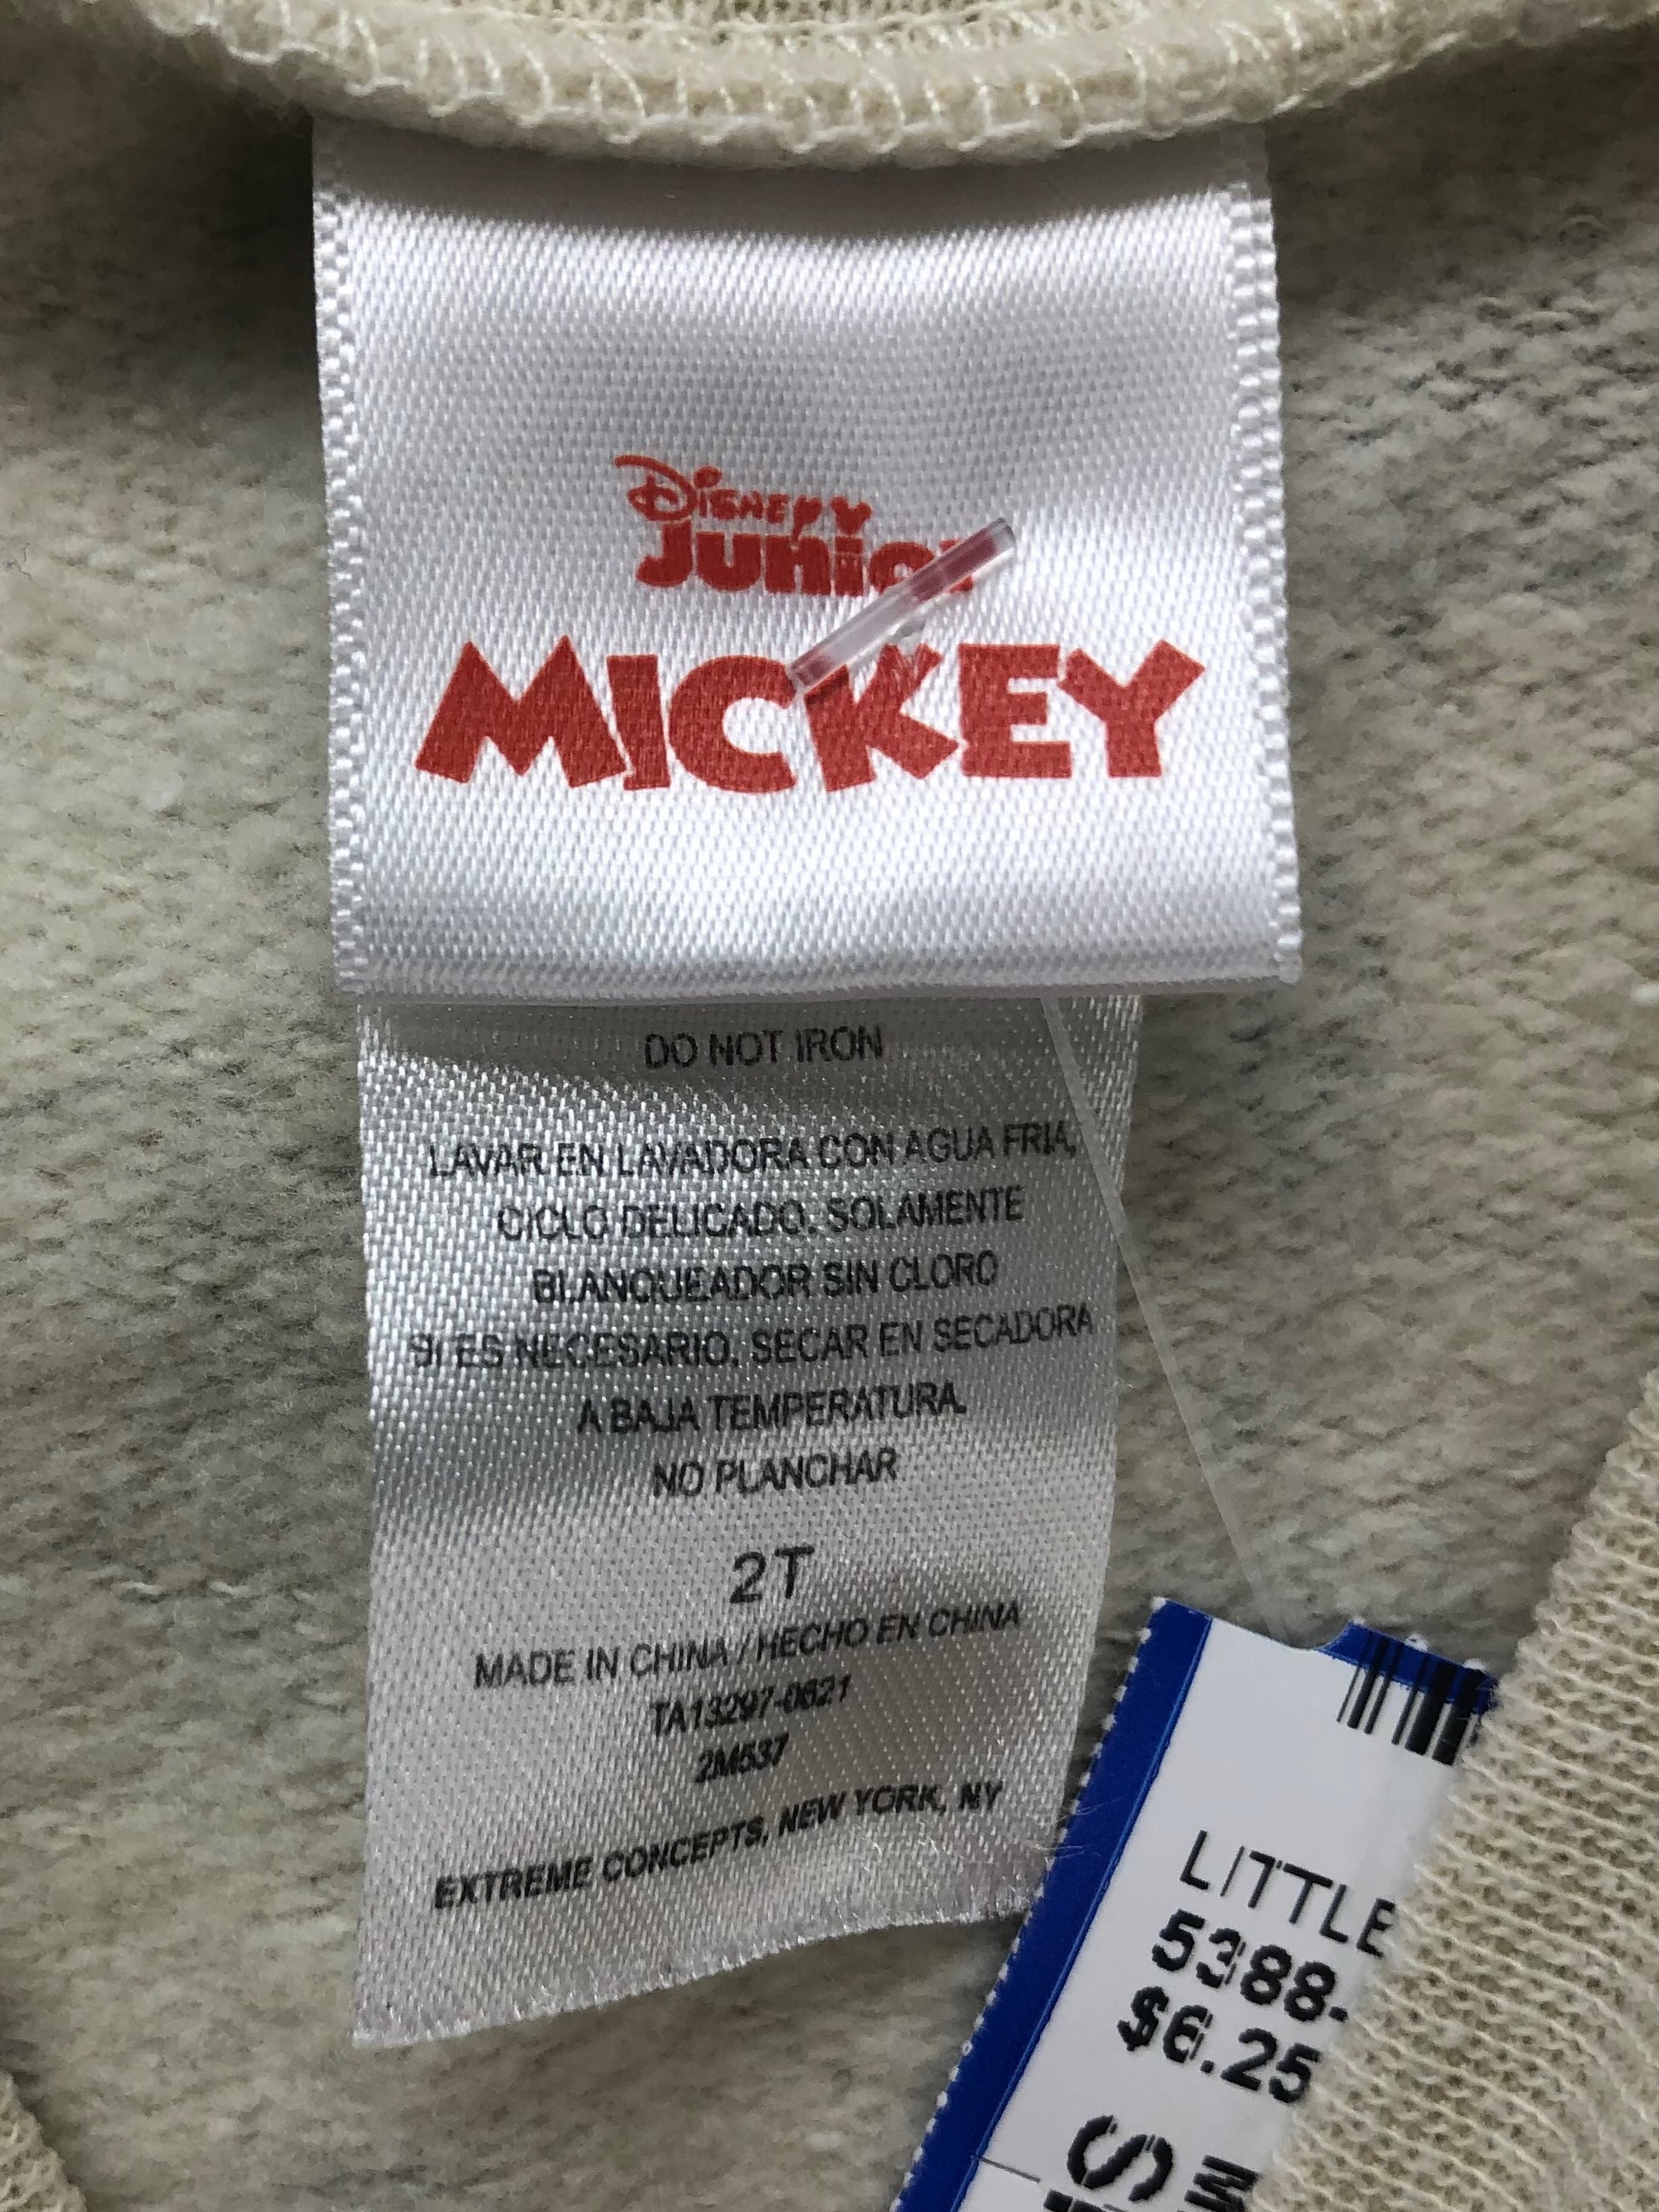 Disney
Junior
MICKEY
DO NOT IRON
LAVAR EN LAVADORA CON AGUA FRIA,
CICLO DELICADO. SOLAMENTE
BLANQUEADOR SIN CLORO
SI ES NECESARIO. SECAR EN SECADORA
A BAJA TEMPERATURA.
NO PLANCHAR
2T
MADE IN CHINA / HECHO EN CHINA
TA13297-0621
2M537
EXTREME CONCEPTS, NEW YORK, NY
LITTLE
5388-
$6.25